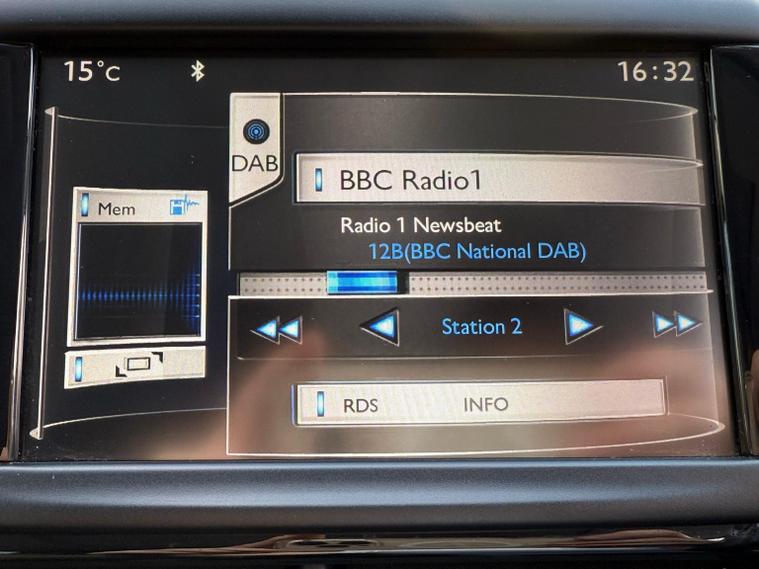 15°C 16:32
DAB
BBC Radio1
Mem
Radio 1 Newsbeat
12B(BBC National DAB)
Station 2
RDS INFO